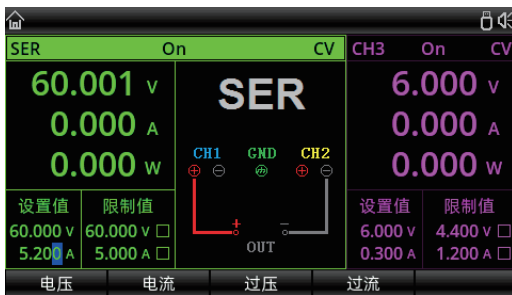 SER On CV CH3 On CV
60.001 V SER 6.000 V
0.000 A 0.000 A
0.000 W 0.000 W
CH1 GND CH2
设置值 限制值 设置值 限制值
60.000 V 60.000 V 6.000 V 4.400 V
5.200 A 5.000 A 0.300 A 1.200 A
OUT
电压 电流 过压 过流